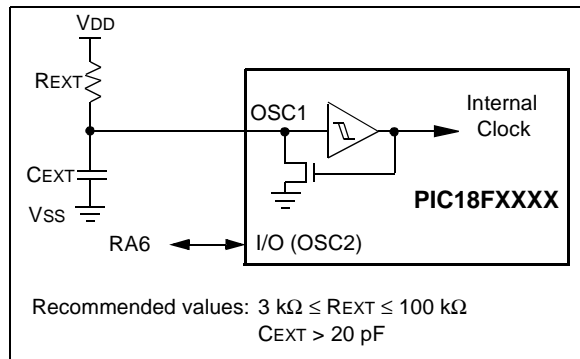 VDD
REXT
OSC1
Internal
Clock
CEXT
PIC18FXXXX
VSS
RA6
I/O (OSC2)
Recommended values: 3 kΩ ≤ REXT ≤ 100 kΩ
CEXT > 20 pF